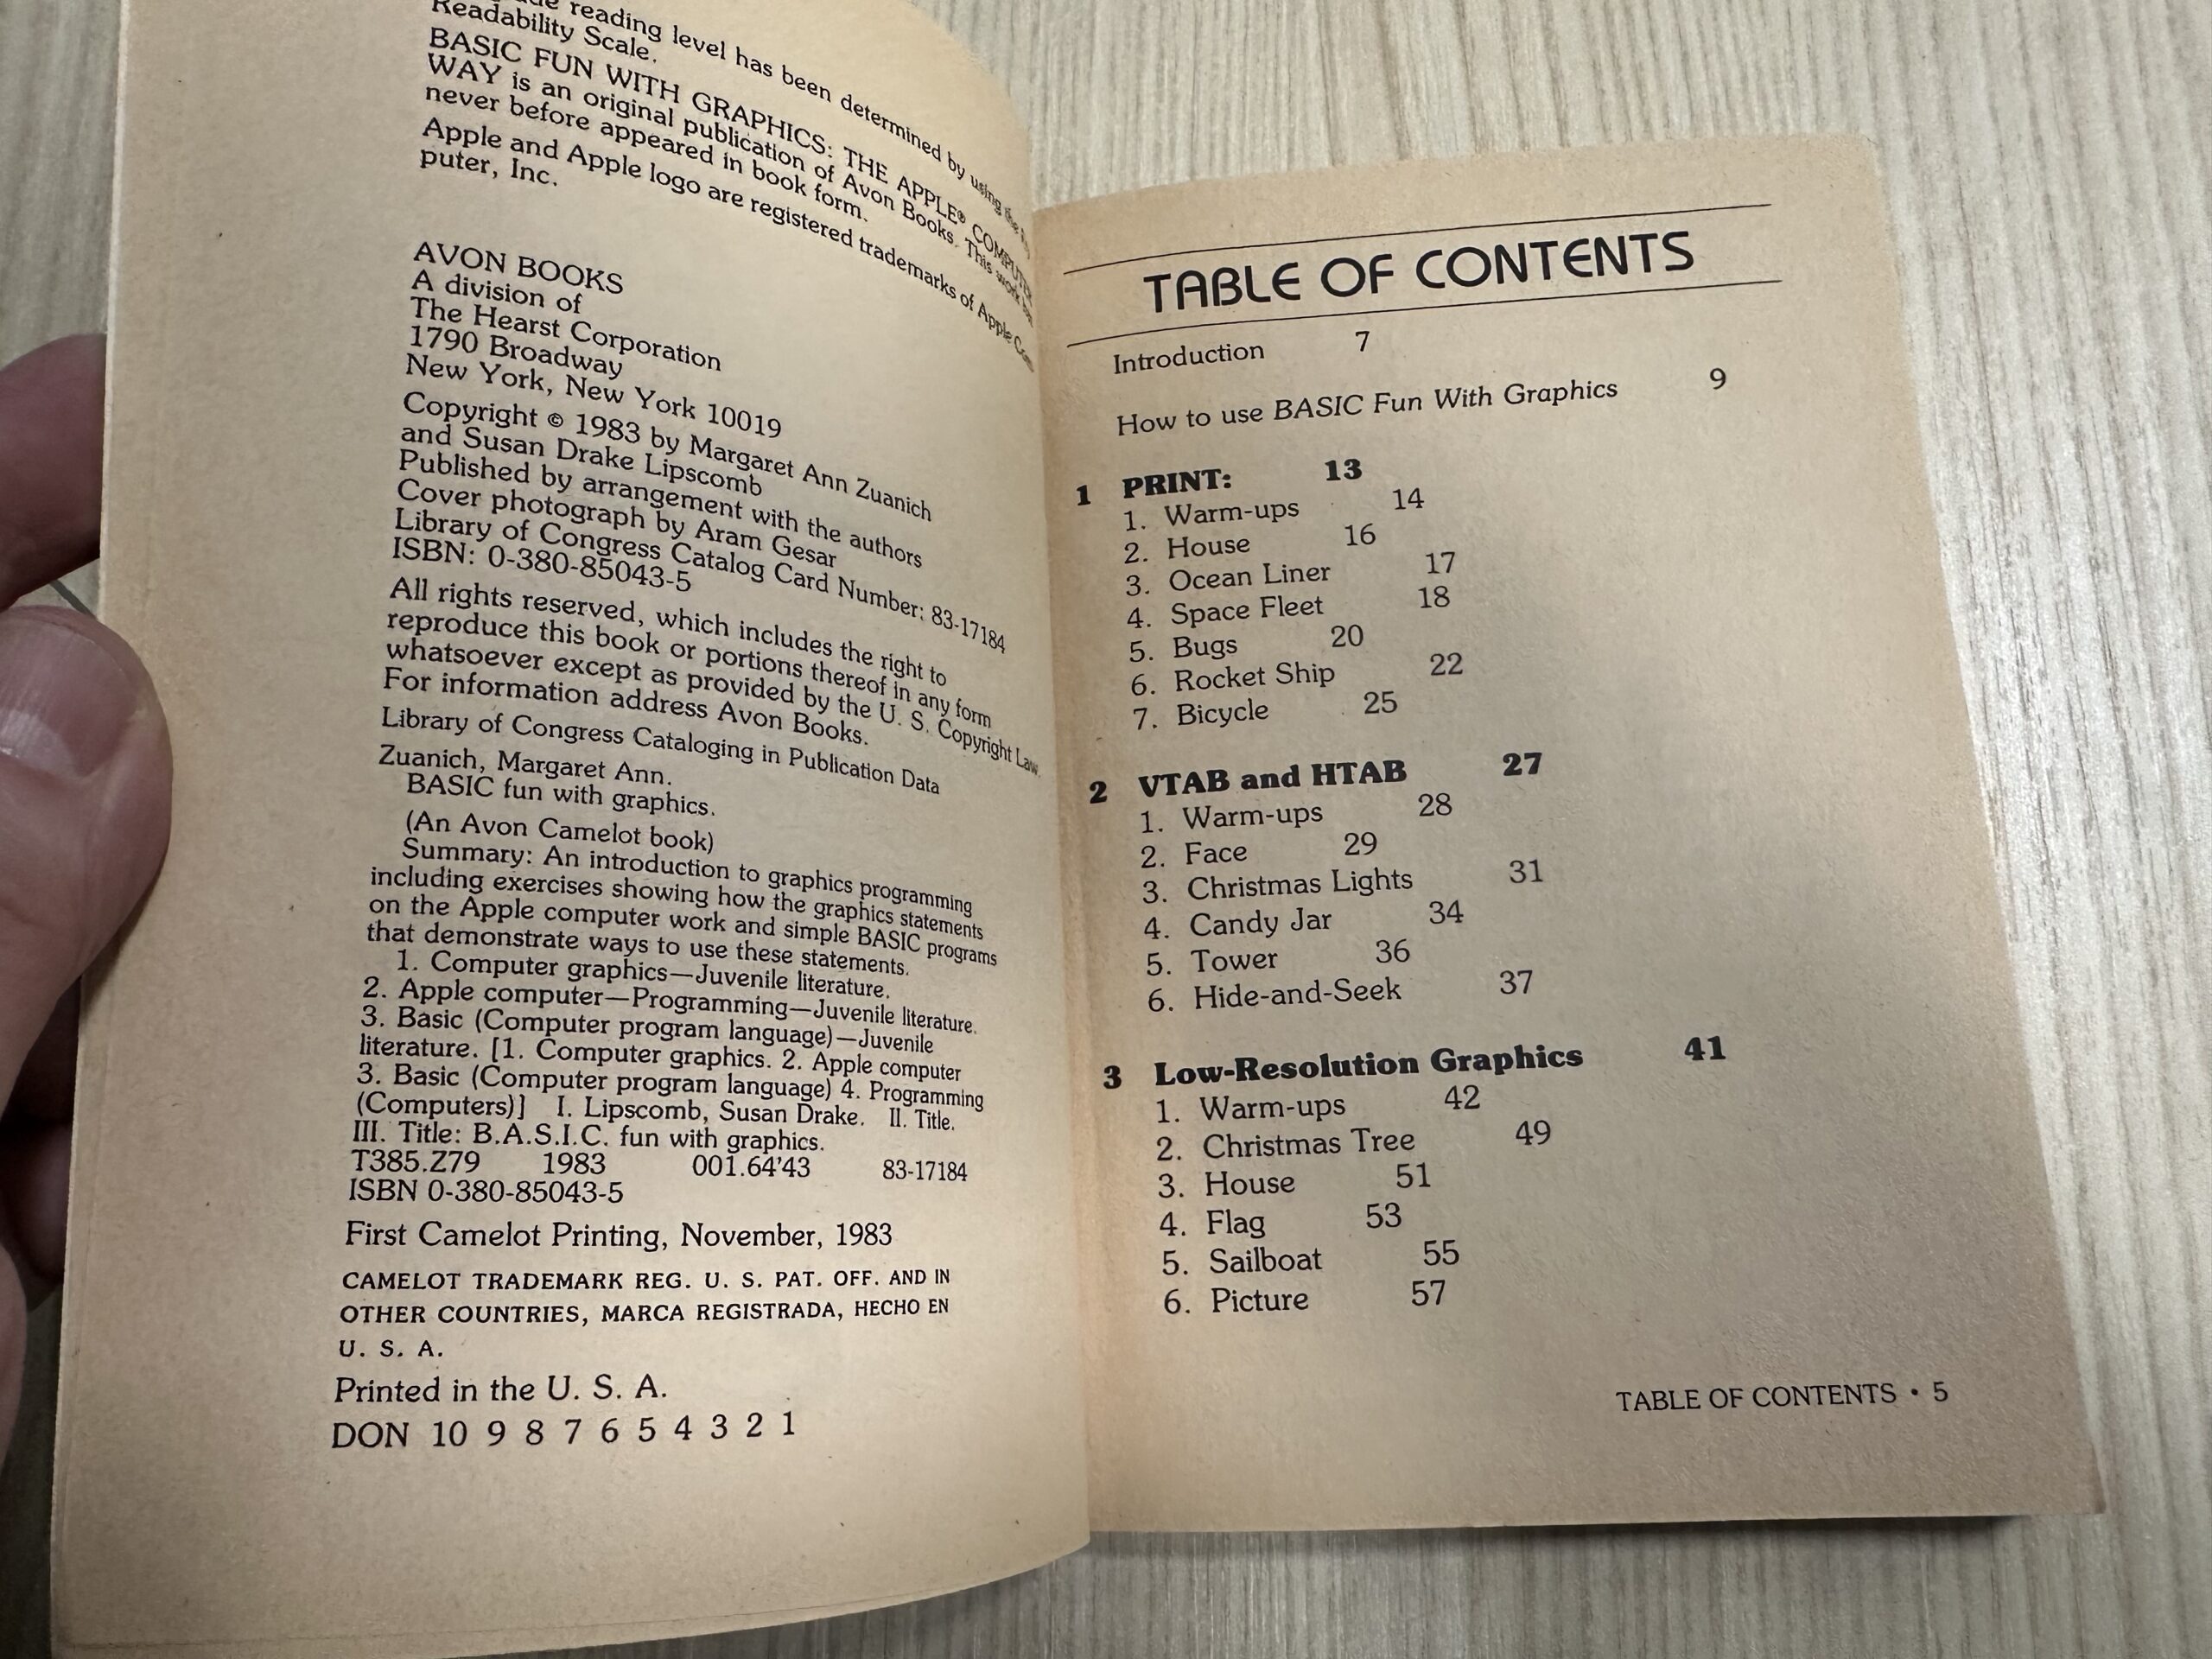 reading level has been determined by using the
Readability Scale.
BASIC FUN WITH GRAPHICS: THE APPLE® COMPUTER
WAY is an original publication of Avon Books. This work has
never before appeared in book form.
Apple and Apple logo are registered trademarks of Apple Com
puter, Inc.
AVON BOOKS
A division of
The Hearst Corporation
1790 Broadway
New York, New York 10019
Copyright © 1983 by Margaret Ann Zuanich
and Susan Drake Lipscomb
Published by arrangement with the authors
Cover photograph by Aram Gesar
Library of Congress Catalog Card Number: 83-17184
ISBN: 0-380-85043-5
All rights reserved, which includes the right to
reproduce this book or portions thereof in any form
whatsoever except as provided by the U. S. Copyright Law.
For information address Avon Books.
Library of Congress Cataloging in Publication Data
Zuanich, Margaret Ann.
BASIC fun with graphics.
(An Avon Camelot book)
Summary: An introduction to graphics programming
including exercises showing how the graphics statements
on the Apple computer work and simple BASIC programs
that demonstrate ways to use these statements.
1. Computer graphics—Juvenile literature.
2. Apple computer—Programming—Juvenile literature.
3. Basic (Computer program language)—Juvenile
literature. [1. Computer graphics. 2. Apple computer
3. Basic (Computer program language) 4. Programming
(Computers)] I. Lipscomb, Susan Drake. II. Title.
III. Title: B.A.S.I.C. fun with graphics.
T385.Z79 1983 001.64'43 83-17184
ISBN 0-380-85043-5
First Camelot Printing, November, 1983
CAMELOT TRADEMARK REG. U. S. PAT. OFF. AND IN
OTHER COUNTRIES, MARCA REGISTRADA, HECHO EN
U. S. A.
Printed in the U. S. A.
DON 10 9 8 7 6 5 4 3 2 1
TABLE OF CONTENTS
Introduction 7
How to use BASIC Fun With Graphics 9
1 PRINT: 13
1. Warm-ups 14
2. House 16
3. Ocean Liner 17
4. Space Fleet 18
5. Bugs 20
6. Rocket Ship 22
7. Bicycle 25
2 VTAB and HTAB 27
1. Warm-ups 28
2. Face 29
3. Christmas Lights 31
4. Candy Jar 34
5. Tower 36
6. Hide-and-Seek 37
3 Low-Resolution Graphics 41
1. Warm-ups 42
2. Christmas Tree 49
3. House 51
4. Flag 53
5. Sailboat 55
6. Picture 57
TABLE OF CONTENTS • 5